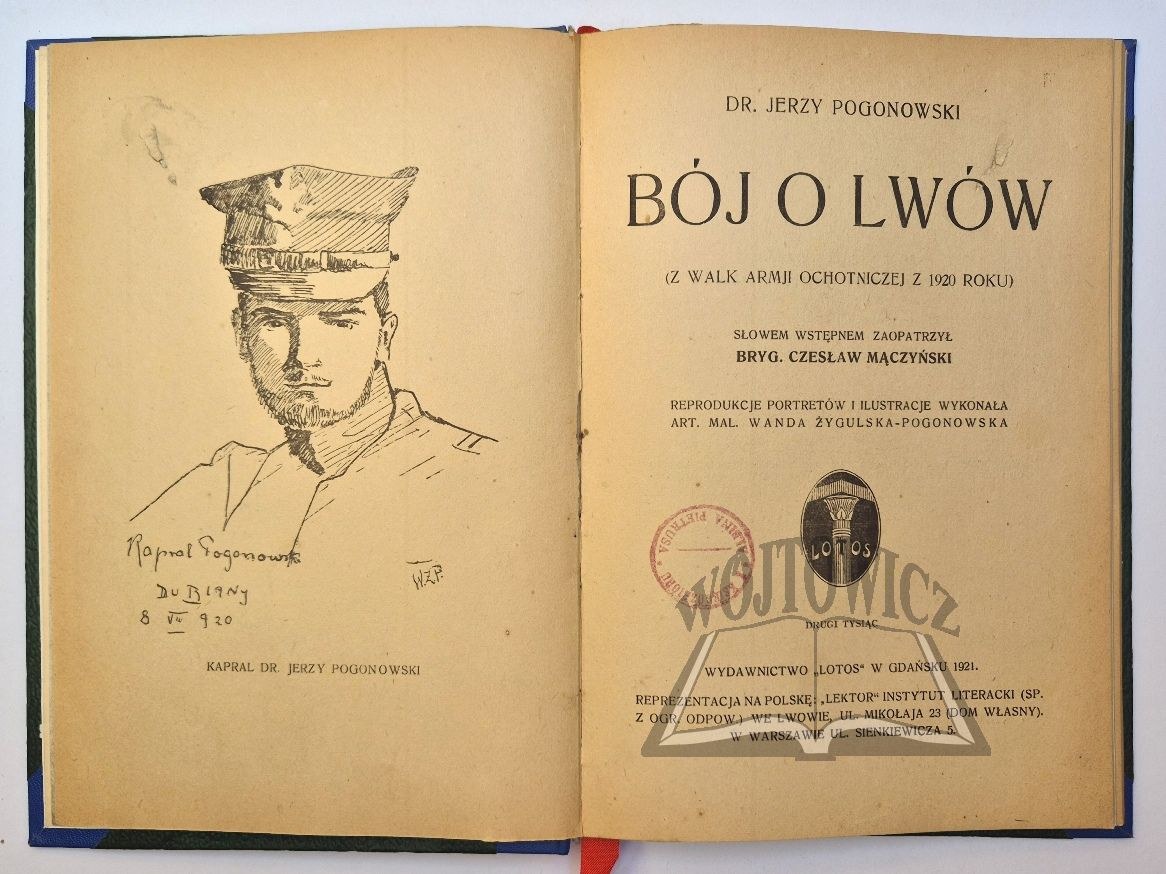 Kapral Pogonowski
DUBLANY
8 VII 920
W.Ż.P.
KAPRAL DR. JERZY POGONOWSKI
DR. JERZY POGONOWSKI
BÓJ O LWÓW
(Z WALK ARMJI OCHOTNICZEJ Z 1920 ROKU)
SŁOWEM WSTĘPNEM ZAOPATRZYŁ
BRYG. CZESŁAW MĄCZYŃSKI
REPRODUKCJE PORTRETÓW I ILUSTRACJE WYKONAŁA
ART. MAL. WANDA ŻYGULSKA-POGONOWSKA
LOTOS
PIETRUSA
WÓJTOWICZ
DRUGI TYSIĄC
WYDAWNICTWO „LOTOS“ W GDAŃSKU 1921.
REPREZENTACJA NA POLSKĘ: „LEKTOR“ INSTYTUT LITERACKI (SP.
Z OGR. ODPOW.) WE LWOWIE, UL. MIKOŁAJA 23 (DOM WŁASNY).
W WARSZAWIE UL. SIENKIEWICZA 5.